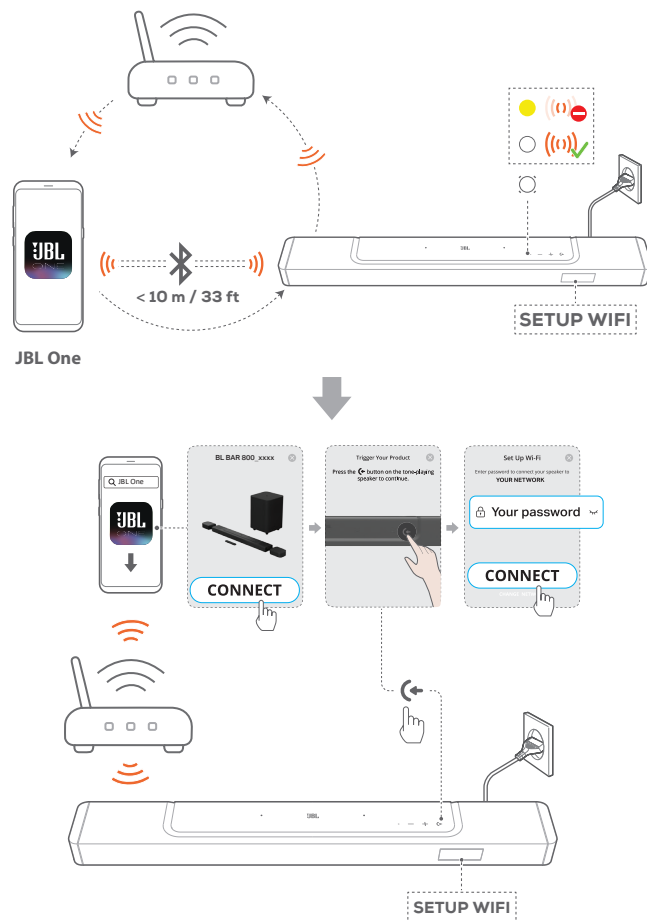 JBL
ONE
JBL
< 10 m / 33 ft
SETUP WIFI
JBL One
JBL One
JBL
ONE
BL BAR 800_xxxx
CONNECT
Trigger Your Product
Press the button on the tone-playing
speaker to continue.
Set Up Wi-Fi
Enter password to connect your speaker to
YOUR NETWORK
Your password
CONNECT
JBL
SETUP WIFI